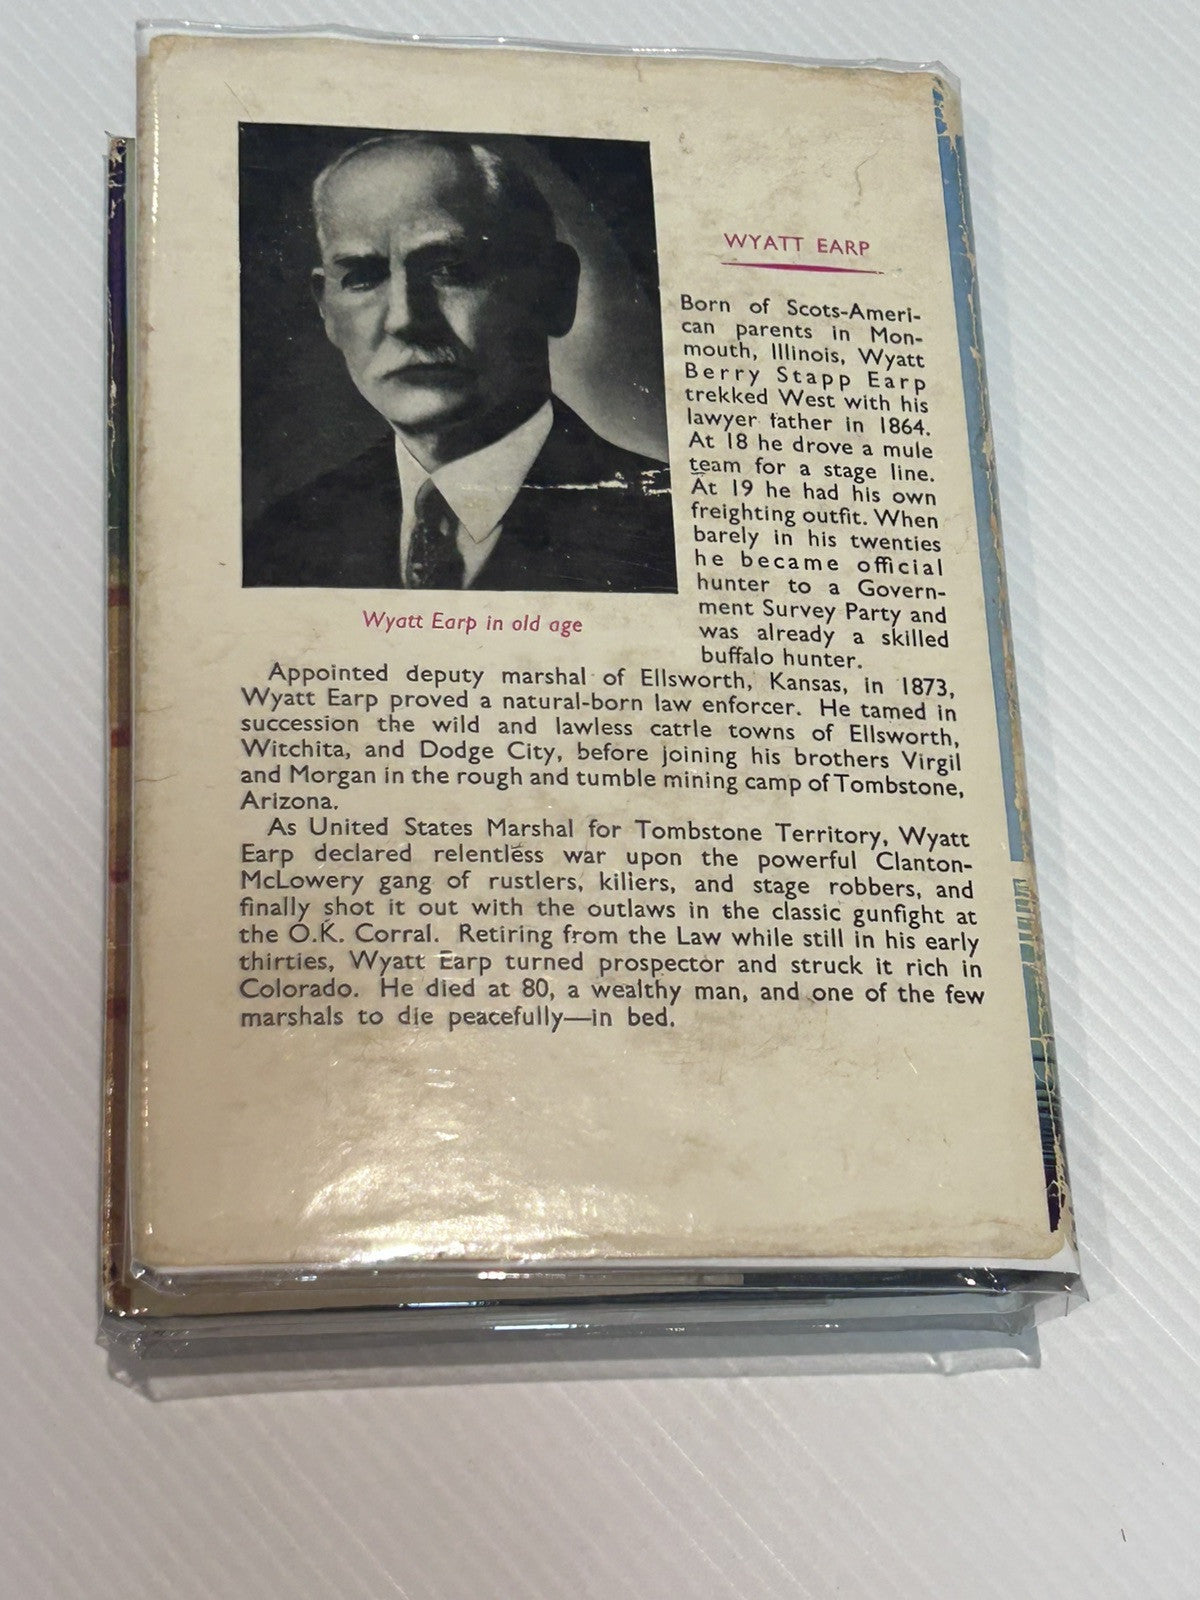 WYATT EARP
Born of Scots-Ameri-
can parents in Mon-
mouth, Illinois, Wyatt
Berry Stapp Earp
trekked West with his
lawyer father in 1864.
At 18 he drove a mule
team for a stage line.
At 19 he had his own
freighting outfit. When
barely in his twenties
he became official
hunter to a Govern-
ment Survey Party and
was already a skilled
buffalo hunter.
Wyatt Earp in old age
Appointed deputy marshal of Ellsworth, Kansas, in 1873,
Wyatt Earp proved a natural-born law enforcer. He tamed in
succession the wild and lawless cattle towns of Ellsworth,
Witchita, and Dodge City, before joining his brothers Virgil
and Morgan in the rough and tumble mining camp of Tombstone,
Arizona.
As United States Marshal for Tombstone Territory, Wyatt
Earp declared relentless war upon the powerful Clanton-
McLowery gang of rustlers, killers, and stage robbers, and
finally shot it out with the outlaws in the classic gunfight at
the O.K. Corral. Retiring from the Law while still in his early
thirties, Wyatt Earp turned prospector and struck it rich in
Colorado. He died at 80, a wealthy man, and one of the few
marshals to die peacefully—in bed.